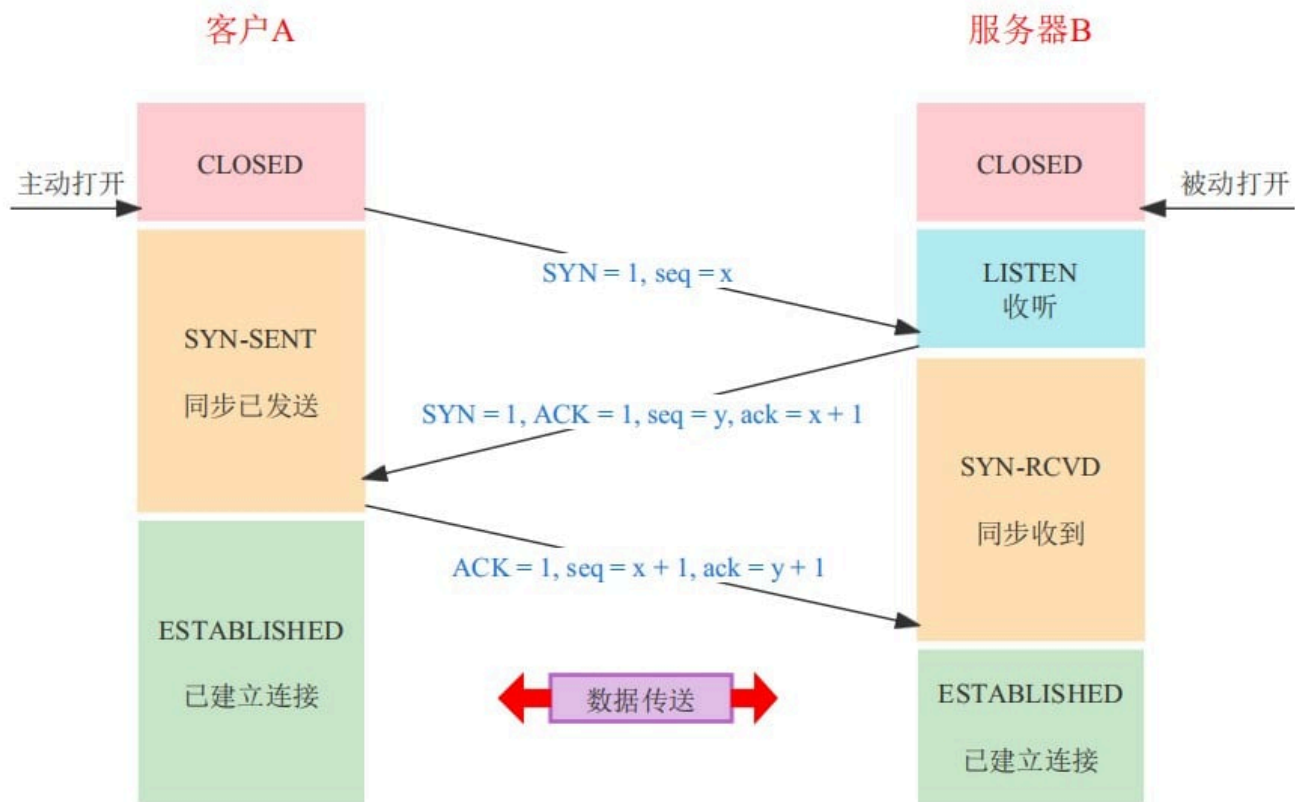 客户A
服务器B
CLOSED
CLOSED
主动打开
被动打开
SYN = 1, seq = x
LISTEN
收听
SYN-SENT
同步已发送
SYN = 1, ACK = 1, seq = y, ack = x + 1
SYN-RCVD
同步收到
ACK = 1, seq = x + 1, ack = y + 1
ESTABLISHED
已建立连接
数据传送
ESTABLISHED
已建立连接